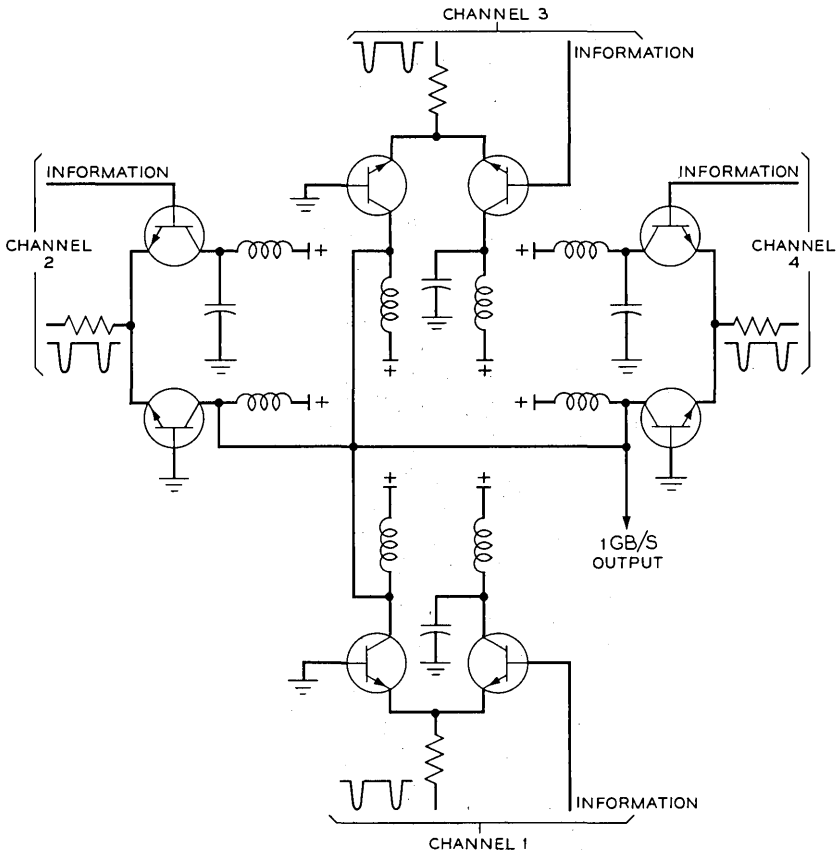 CHANNEL 3
INFORMATION
INFORMATION
INFORMATION
CHANNEL
2
CHANNEL
4
+
+
+
+
+
+
+
+
1GB/S
OUTPUT
INFORMATION
CHANNEL 1